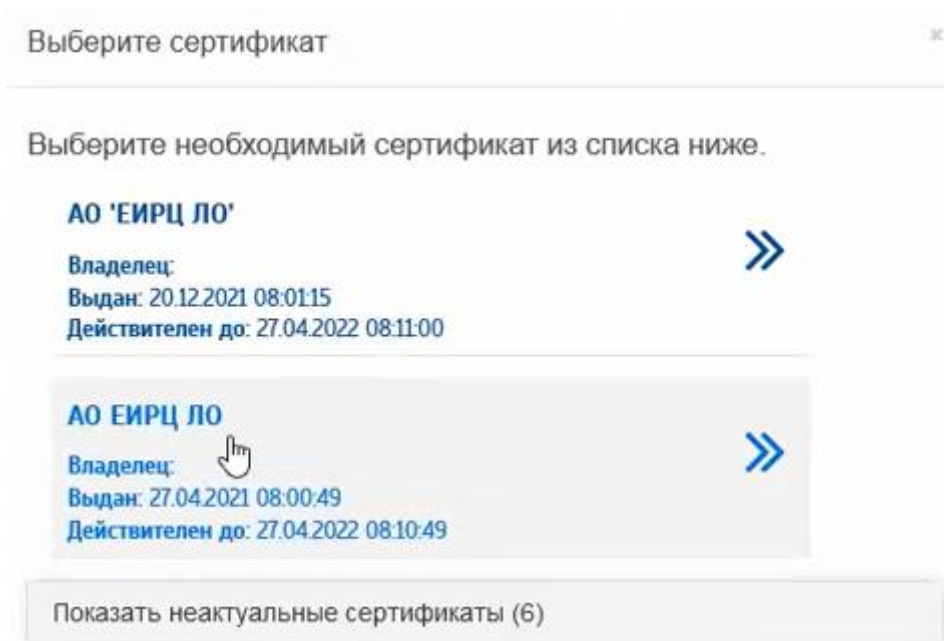 Выберите сертификат
Выберите необходимый сертификат из списка ниже.
АО 'ЕИРЦ ЛО'
Владелец:
Выдан: 20.12.2021 08:01:15
Действителен до: 27.04.2022 08:11:00
АО ЕИРЦ ЛО
Владелец:
Выдан: 27.04.2021 08:00:49
Действителен до: 27.04.2022 08:10:49
Показать неактуальные сертификаты (6)